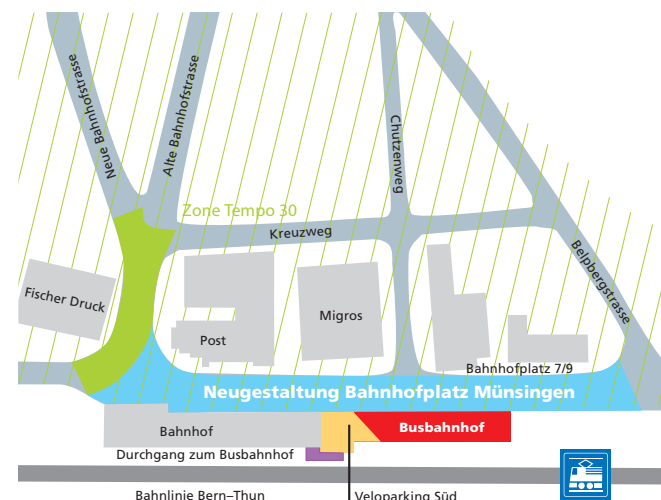 Neue Bahnhofstrasse
Alte Bahnhofstrasse
Chutzenweg
Zone Tempo 30
Kreuzweg
Belpbergstrasse
Fischer Druck
Post
Migros
Bahnhofplatz 7/9
Neugestaltung Bahnhofplatz Münsingen
Bahnhof
Busbahnhof
Durchgang zum Busbahnhof
Bahnlinie Bern–Thun
Veloparking Süd